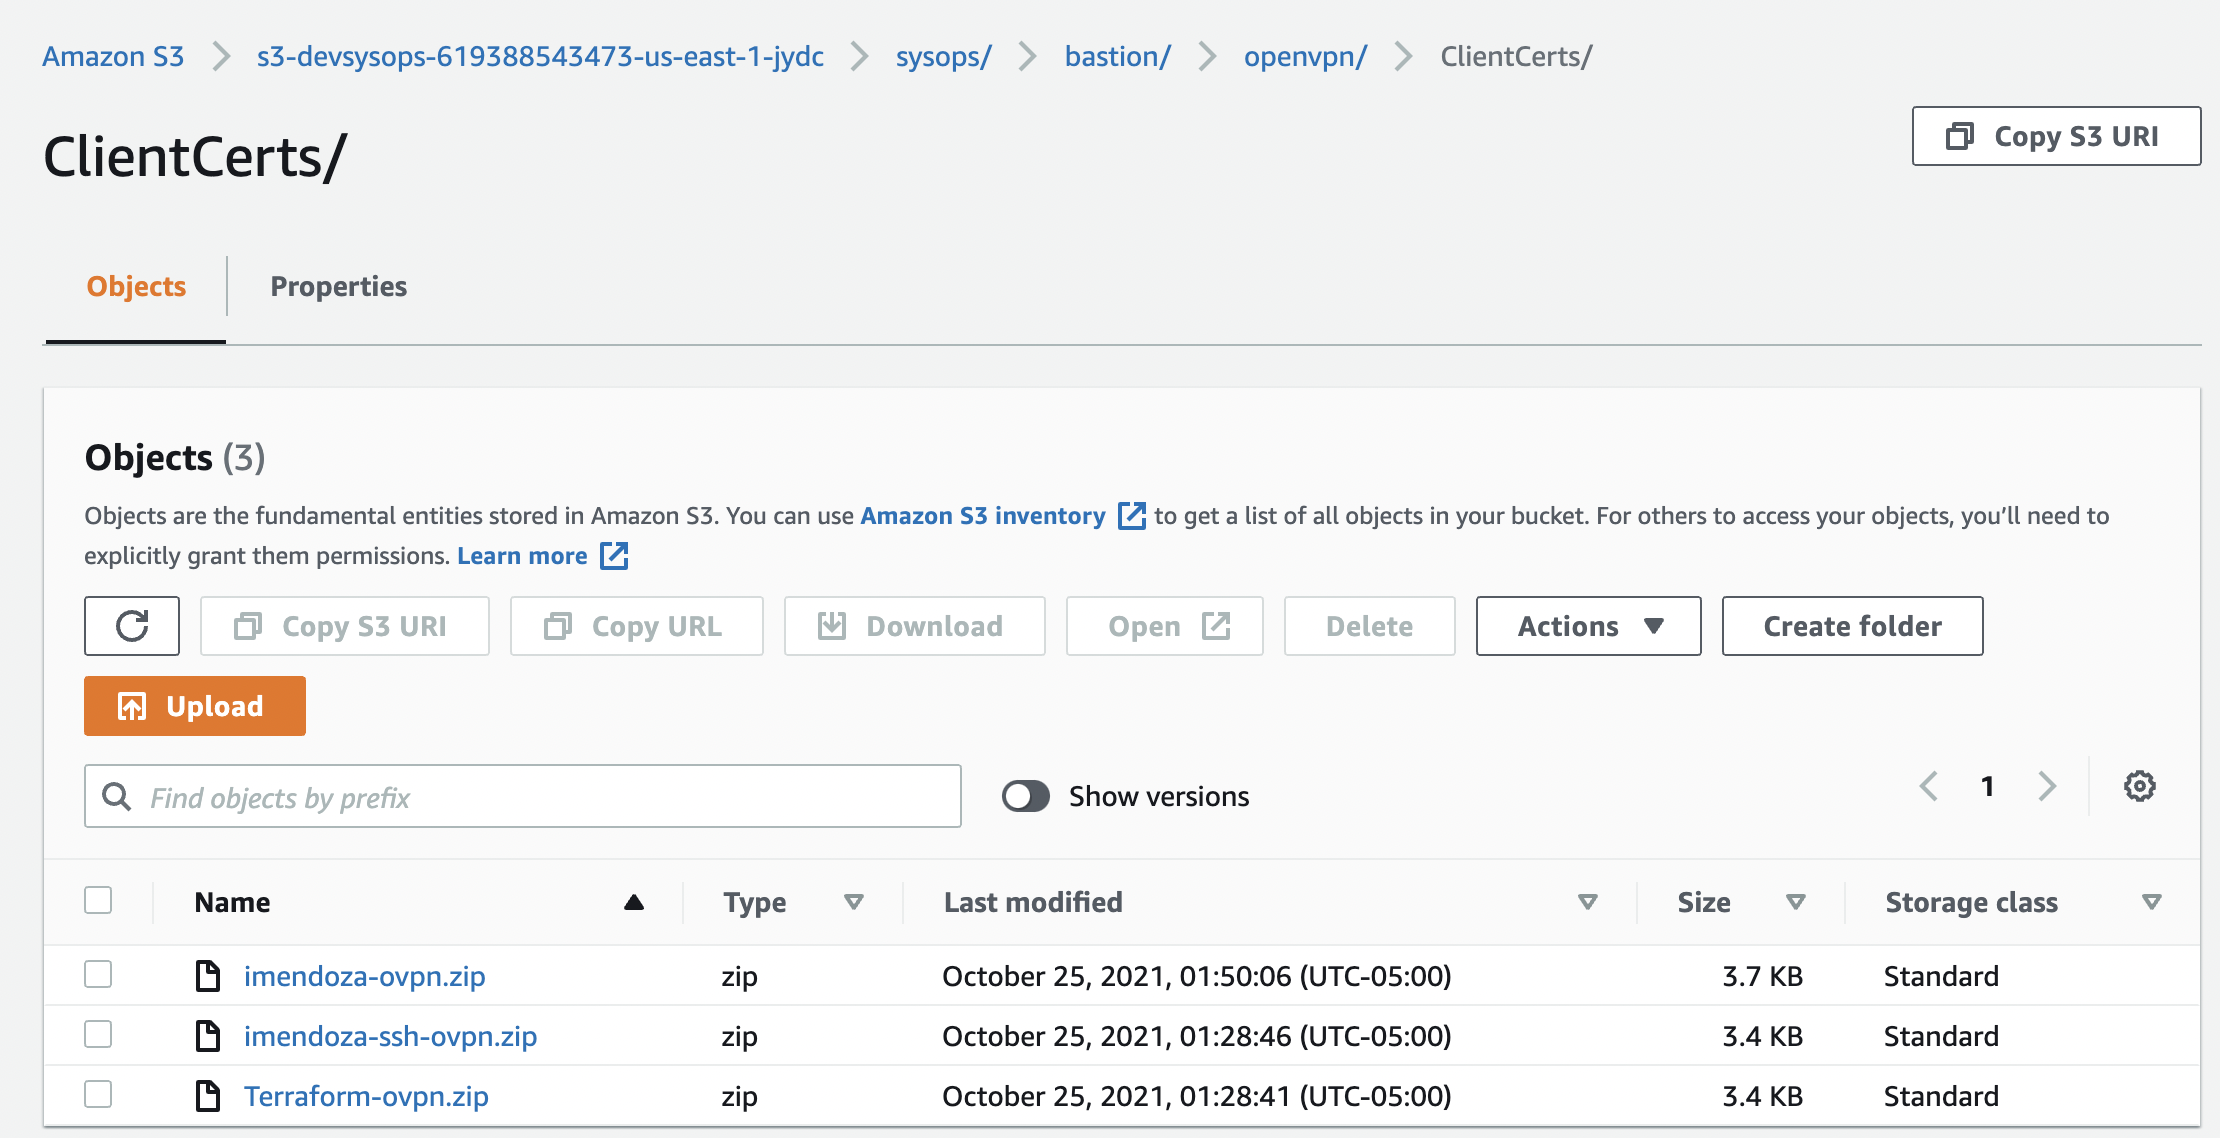 Amazon S3 s3-devsysops-619388543473-us-east-1-jydc sysops/ bastion/ openvpn/ ClientCerts/
Copy S3 URI
ClientCerts/
Objects Properties
Objects (3)
Objects are the fundamental entities stored in Amazon S3. You can use Amazon S3 inventory to get a list of all objects in your bucket. For others to access your objects, you’ll need to
explicitly grant them permissions. Learn more
Copy S3 URI Copy URL Download Open Delete Actions Create folder
Upload
Find objects by prefix Show versions 1
Name Type Last modified Size Storage class
imendoza-ovpn.zip zip October 25, 2021, 01:50:06 (UTC-05:00) 3.7 KB Standard
imendoza-ssh-ovpn.zip zip October 25, 2021, 01:28:46 (UTC-05:00) 3.4 KB Standard
Terraform-ovpn.zip zip October 25, 2021, 01:28:41 (UTC-05:00) 3.4 KB Standard